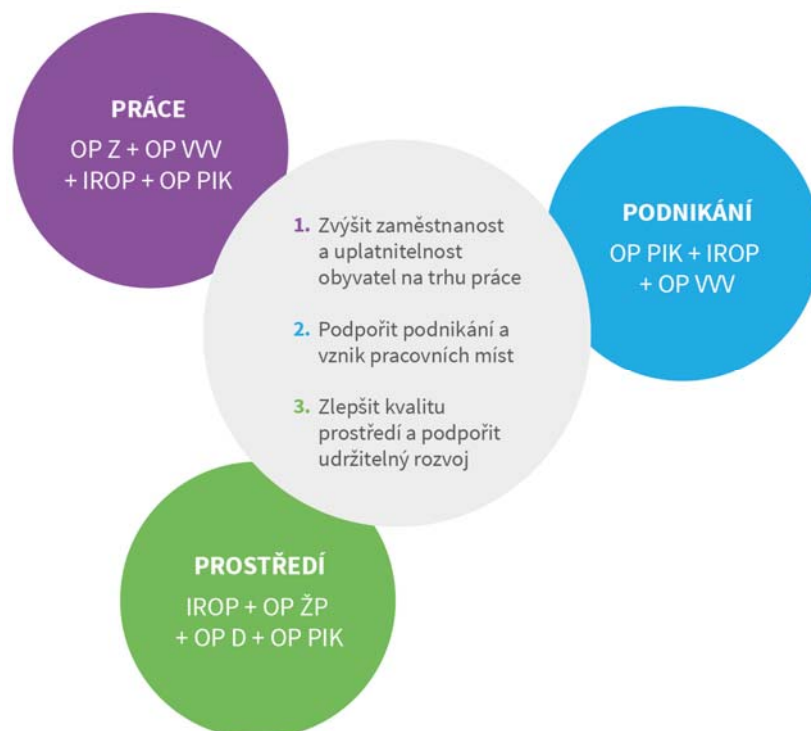 PRÁCE
OP Z + OP VVV
+ IROP + OP PIK
PODNIKÁNÍ
OP PIK + IROP
+ OP VVV
1. Zvýšit zaměstnanost
a uplatnitelnost
obyvatel na trhu práce
2. Podpořit podnikání a
vznik pracovních míst
3. Zlepšit kvalitu
prostředí a podpořit
udržitelný rozvoj
PROSTŘEDÍ
IROP + OP ŽP
+ OP D + OP PIK